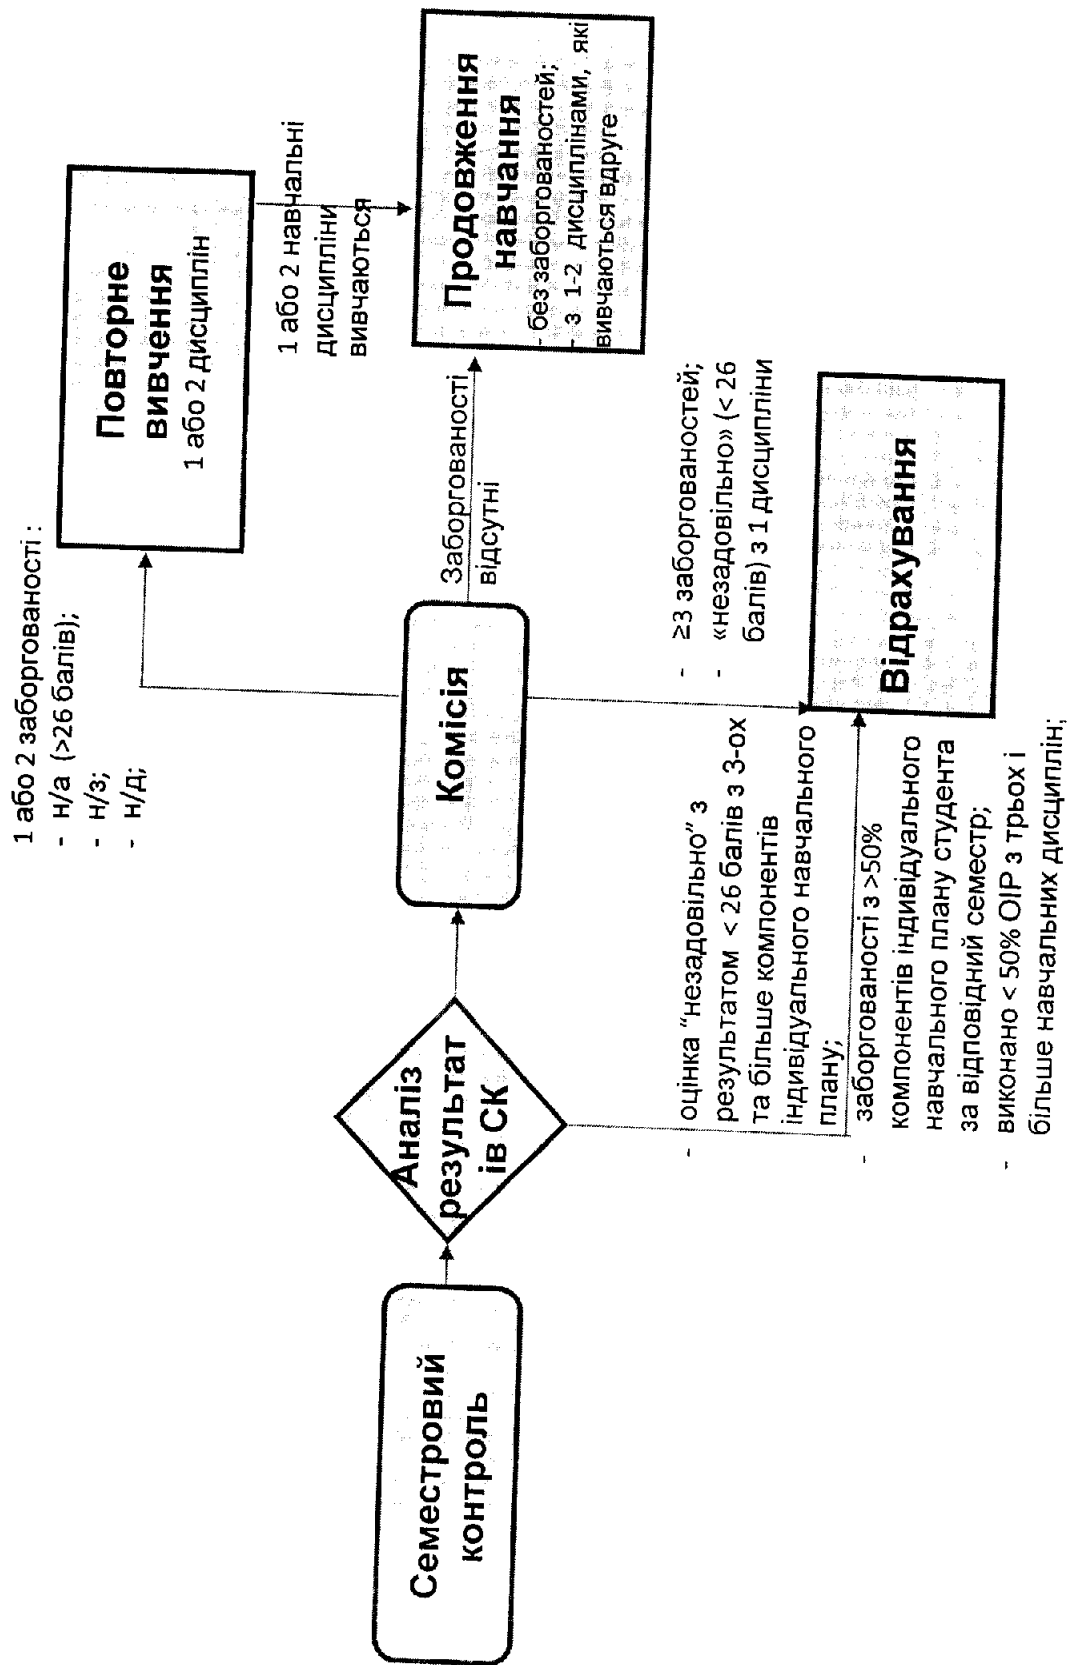 Семестровий
контроль
Аналіз
результат
ів СК
Комісія
1 або 2 заборгованості :
- н/а (>26 балів);
- н/з;
- н/д;
Повторне
вивчення
1 або 2 дисциплін
1 або 2 навчальні
дисципліни
вивчаються
Заборгованості
відсутні
Продовження
навчання
- без заборгованостей;
- з 1-2 дисциплінами, які
вивчаються вдруге
- ≥3 заборгованостей;
- «незадовільно» (< 26
балів) з 1 дисципліни
Відрахування
- оцінка “незадовільно” з
результатом < 26 балів з 3-ох
та більше компонентів
індивідуального навчального
плану;
- заборгованості з >50%
компонентів індивідуального
навчального плану студента
за відповідний семестр;
- виконано < 50% ОІР з трьох і
більше навчальних дисциплін;